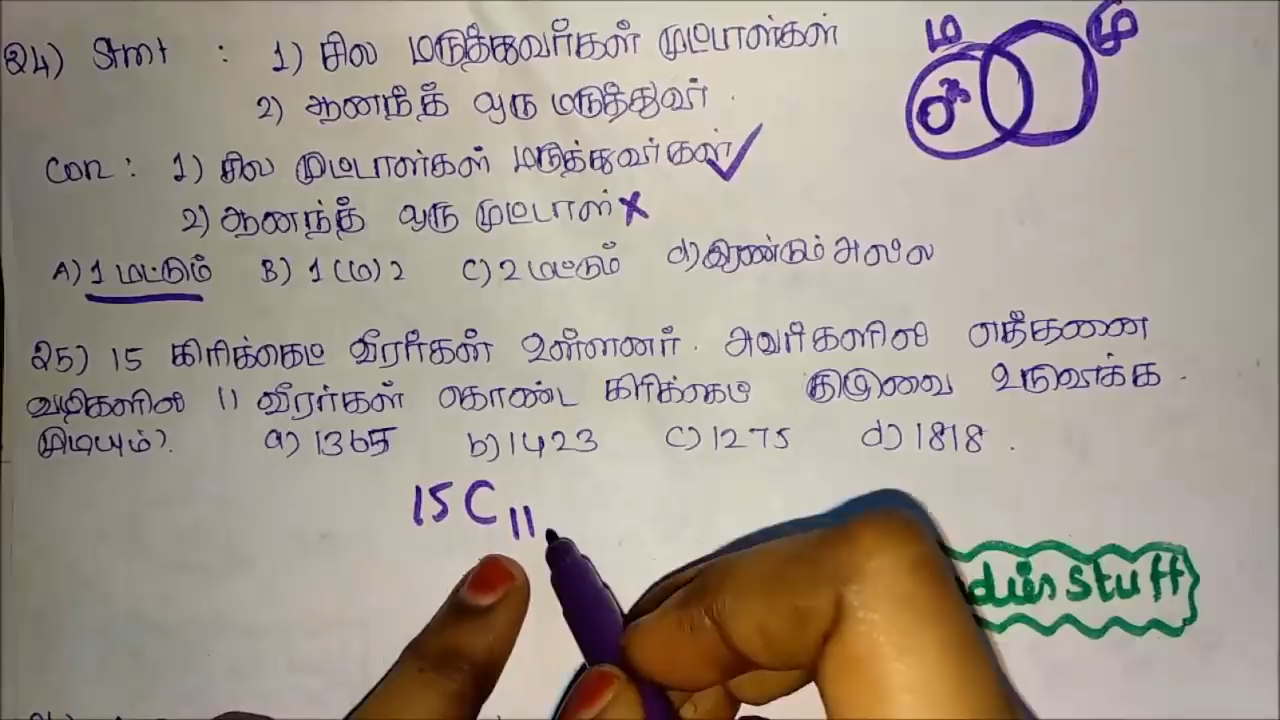 24) Stmt : 1) சில மருத்துவர்கள் முட்டாள்கள்
2) ஆனந்த் ஒரு மருத்துவர்.
ம
மு
Con : 1) சில முட்டாள்கள் மருத்துவர்கள்
2) ஆனந்த் ஒரு முட்டாள்
A) 1 மட்டும் B) 1 (ம) 2 C) 2 மட்டும் d) இரண்டும் அல்ல
25) 15 கிரிக்கெட் வீரர்கள் உள்ளனர். அவர்களில் எத்தனை
வழிகளில் 11 வீரர்கள் கொண்ட கிரிக்கெட் குழுவை உருவாக்க
முடியும்? a) 1365 b) 1423 c) 1275 d) 1818.
15C11
Stuff